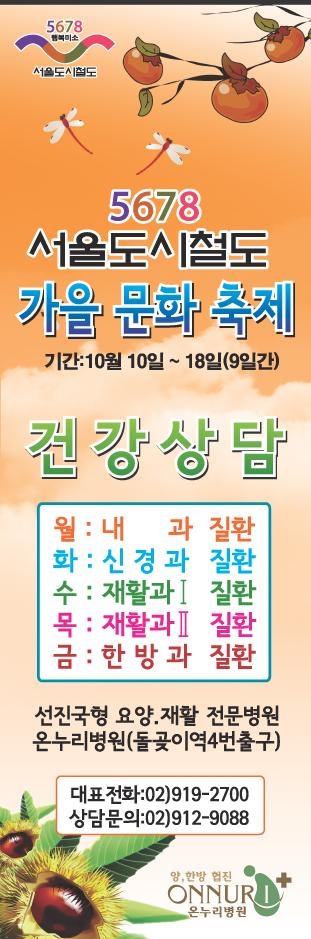 5678
행복미소
서울도시철도
5678
서울도시철도
가을 문화 축제
기간:10월 10일 ~ 18일(9일간)
건강상담
월 : 내 과 질환
화 : 신경과 질환
수 : 재활과Ⅰ 질환
목 : 재활과Ⅱ 질환
금 : 한방과 질환
선진국형 요양.재활 전문병원
온누리병원(돌곶이역4번출구)
대표전화:02)919-2700
상담문의:02)912-9088
양,한방 협진
ONNURI
온누리병원